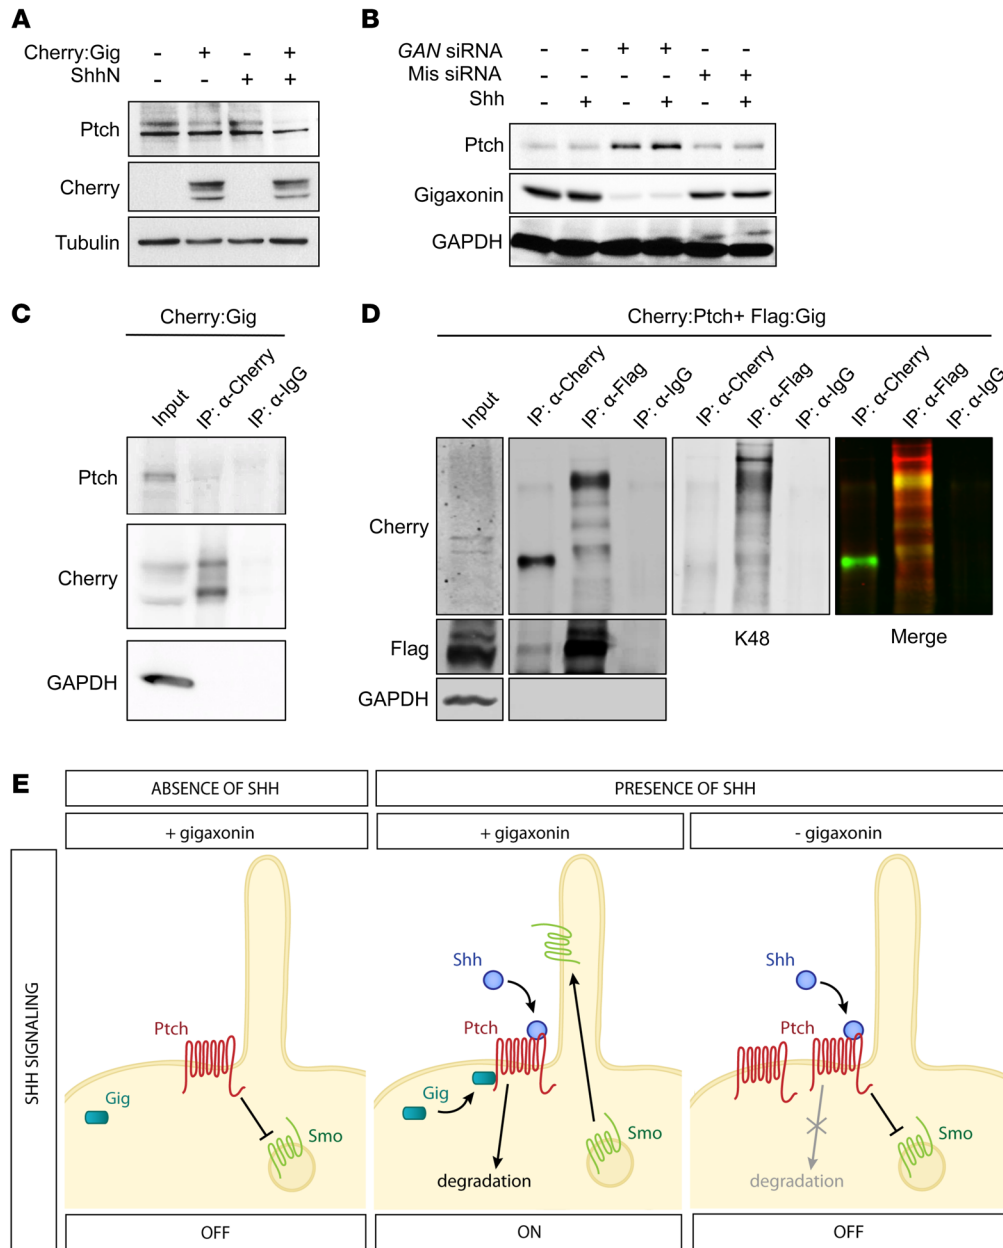 A
Cherry:Gig - + - +
ShhN - - + +
Ptch
Cherry
Tubulin
B
GAN siRNA - - + + - -
Mis siRNA - - - - + +
Shh - + - + - +
Ptch
Gigaxonin
GAPDH
C
Cherry:Gig
Input
IP: α-Cherry
IP: α-IgG
Ptch
Cherry
GAPDH
D
Cherry:Ptch+ Flag:Gig
Input
IP: α-Cherry
IP: α-Flag
IP: α-IgG
IP: α-Cherry
IP: α-Flag
IP: α-IgG
IP: α-Cherry
IP: α-Flag
IP: α-IgG
Cherry
Flag
GAPDH
K48
Merge
E
SHH SIGNALING
ABSENCE OF SHH
PRESENCE OF SHH
+ gigaxonin
+ gigaxonin
- gigaxonin
Ptch
Gig
Smo
OFF
Shh
Ptch
Gig
Smo
degradation
ON
Shh
Ptch
Smo
degradation
OFF